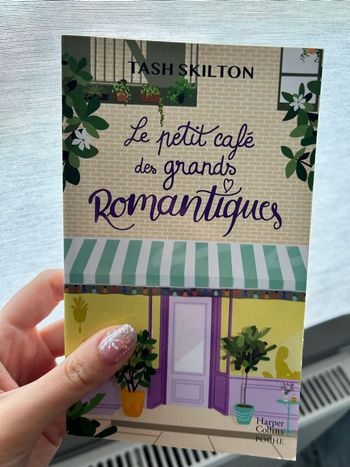 TASH SKILTON
Le petit café
des grands
Romantiques
Harper
Collins
POCHE